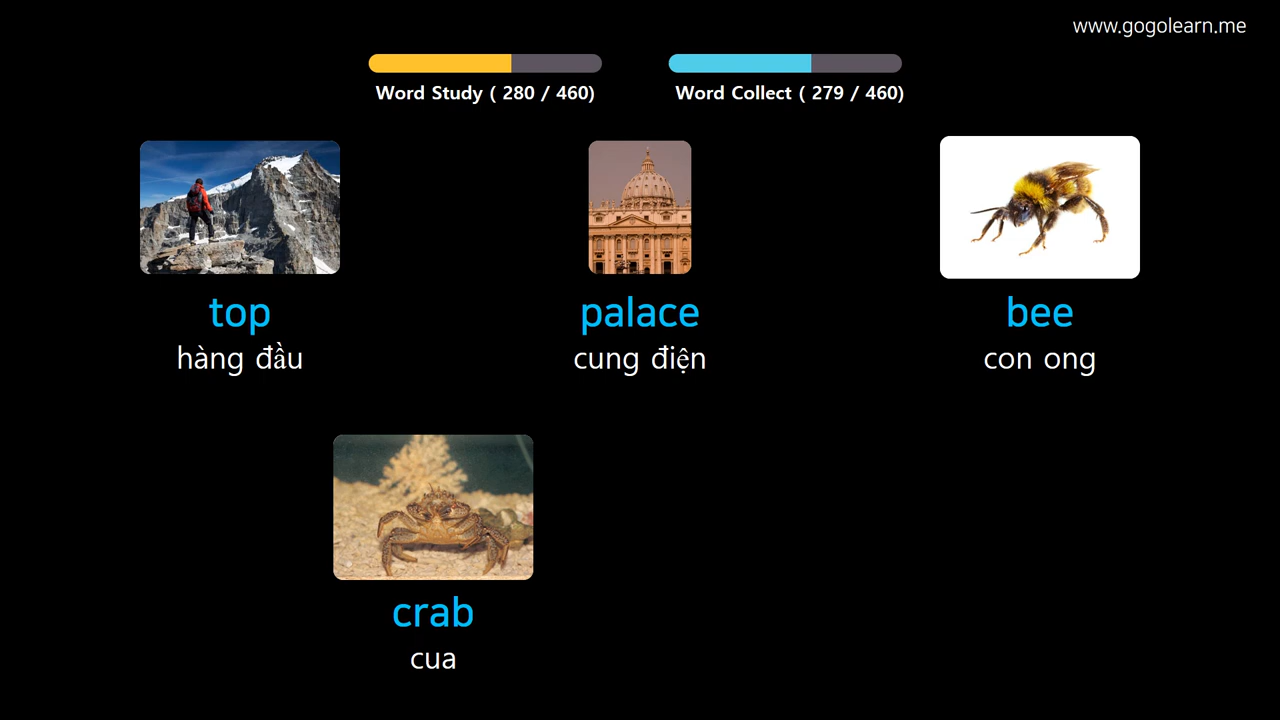 www.gogolearn.me
Word Study ( 280 / 460)
Word Collect ( 279 / 460)
top
hàng đầu
palace
cung điện
bee
con ong
crab
cua